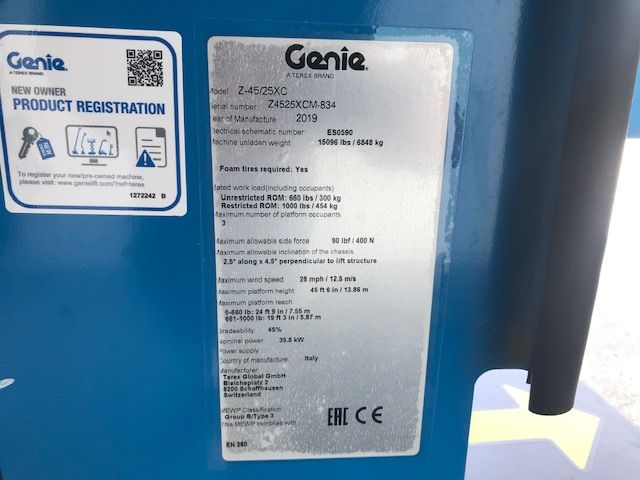 Genie
A TEREX BRAND
NEW OWNER
PRODUCT REGISTRATION
NEW
To register your new/pre-owned machine,
please visit: www.genielift.com/?ref=terex
1272242 B
Genie
A TEREX BRAND
Model Z-45/25XC
Serial number: Z4525XCM-834
Year of Manufacture 2019
Electrical schematic number ES0590
Machine unladen weight 15096 lbs / 6848 kg
Foam tires required: Yes
Rated work load(including occupants)
Unrestricted ROM: 660 lbs / 300 kg
Restricted ROM: 1000 lbs / 454 kg
Maximum number of platform occupants
3
Maximum allowable side force 90 lbf / 400 N
Maximum allowable inclination of the chassis
2.5° along x 4.5° perpendicular to lift structure
Maximum wind speed 28 mph / 12.5 m/s
Maximum platform height 45 ft 6 in / 13.86 m
Maximum platform reach
0-660 lb: 24 ft 9 in / 7.55 m
661-1000 lb: 19 ft 3 in / 5.87 m
Gradeability 45%
Nominal power 35.8 kW
Power supply
Country of manufacture Italy
Manufacturer
Terex Global GmbH
Bleicheplatz 2
8200 Schaffhausen
Switzerland
MEWP Classification
Group B/Type 3
This MEWP complies with
EAC CE
EN 280